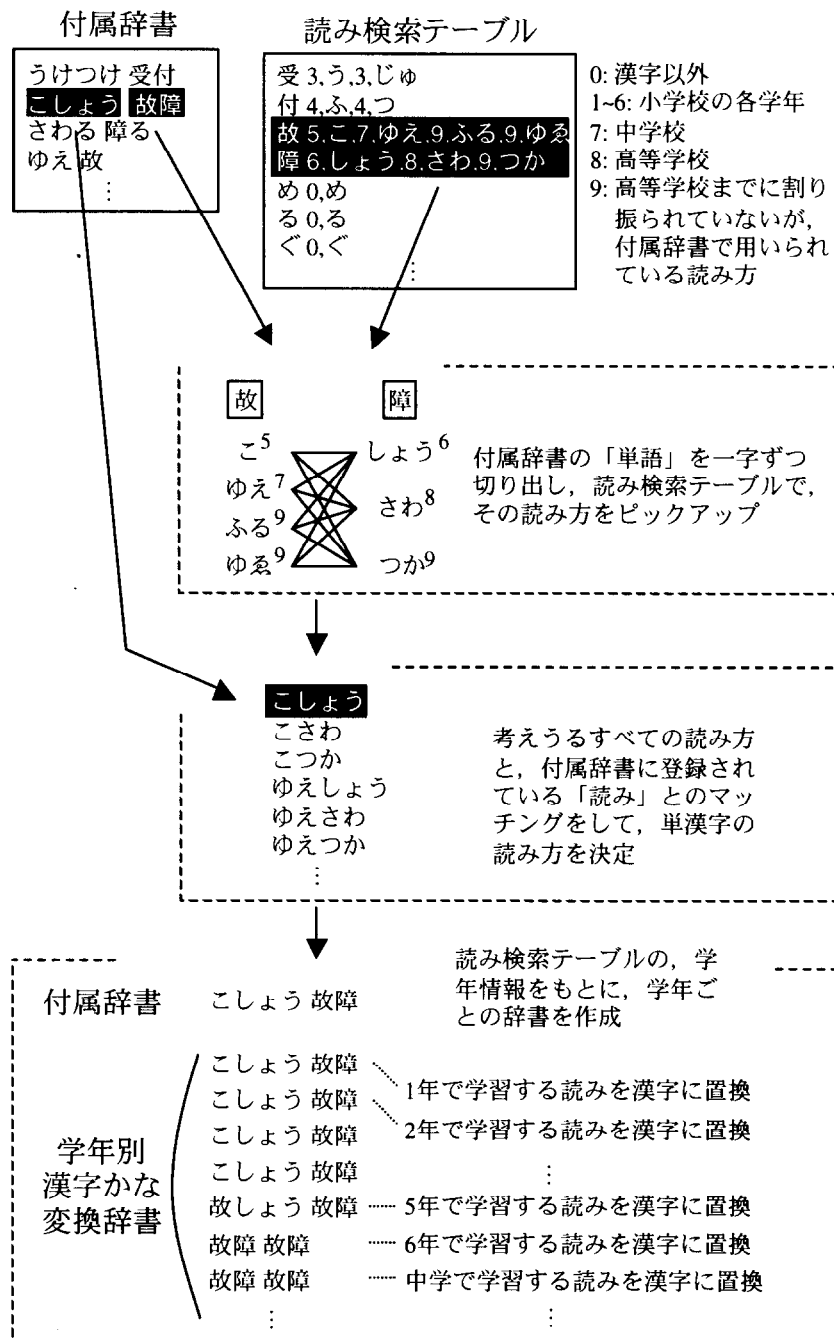 付属辞書
うけつけ 受付
こしょう 故障
さわる 障る
ゆえ 故
⋮
読み検索テーブル
受 3,う,3,じゅ
付 4,ふ,4,つ
故 5,こ,7,ゆえ,9,ふる,9,ゆゑ
障 6,しょう,8,さわ,9,つか
め 0,め
る 0,る
ぐ 0,ぐ
⋮
0: 漢字以外
1~6: 小学校の各学年
7: 中学校
8: 高等学校
9: 高等学校までに割り
振られていないが,
付属辞書で用いられ
ている読み方
故 障
こ5 しょう6
ゆえ7
さわ8
ふる9
ゆゑ9 つか9
付属辞書の「単語」を一字ずつ
切り出し,読み検索テーブルで,
その読み方をピックアップ
こしょう
こさわ
こつか
ゆえしょう
ゆえさわ
ゆえつか
⋮
考えうるすべての読み方
と,付属辞書に登録され
ている「読み」とのマッ
チングをして,単漢字の
読み方を決定
読み検索テーブルの,学
年情報をもとに,学年ご
との辞書を作成
付属辞書 こしょう 故障
学年別
漢字かな
変換辞書
こしょう 故障 1年で学習する読みを漢字に置換
こしょう 故障 2年で学習する読みを漢字に置換
こしょう 故障
こしょう 故障 ⋮
故しょう 故障 …… 5年で学習する読みを漢字に置換
故障 故障 …… 6年で学習する読みを漢字に置換
故障 故障 …… 中学で学習する読みを漢字に置換
⋮ ⋮